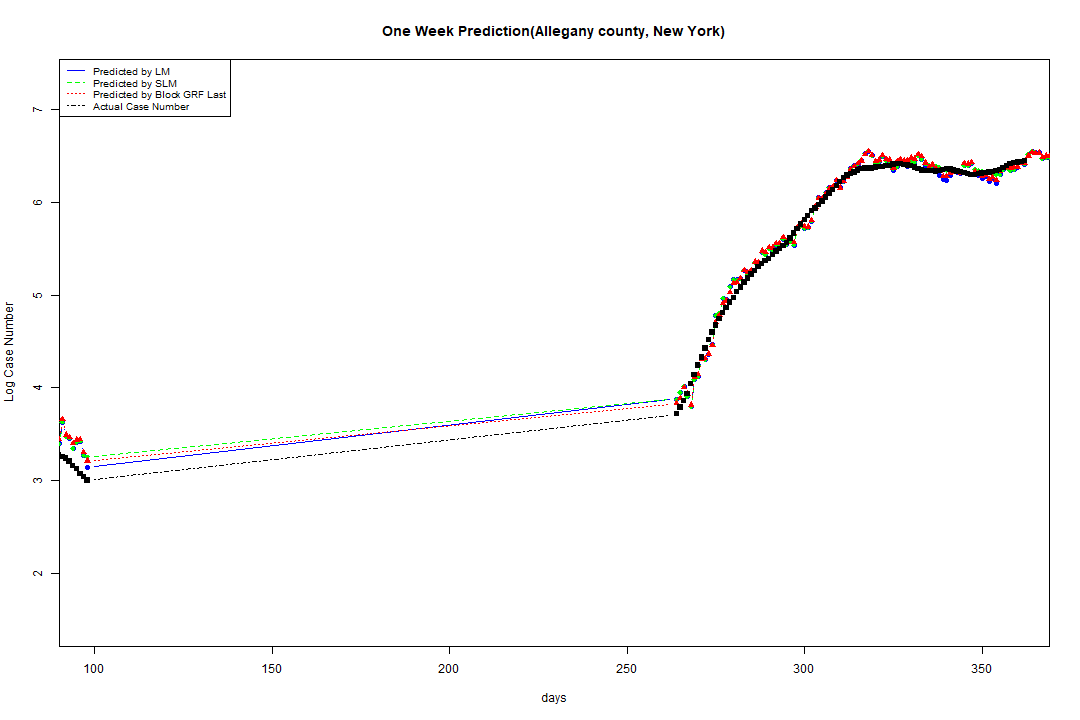 One Week Prediction(Allegany county, New York)
Predicted by LM
Predicted by SLM
Predicted by Block GRF Last
Actual Case Number
7
6
5
4
3
2
Log Case Number
100 150 200 250 300 350
days